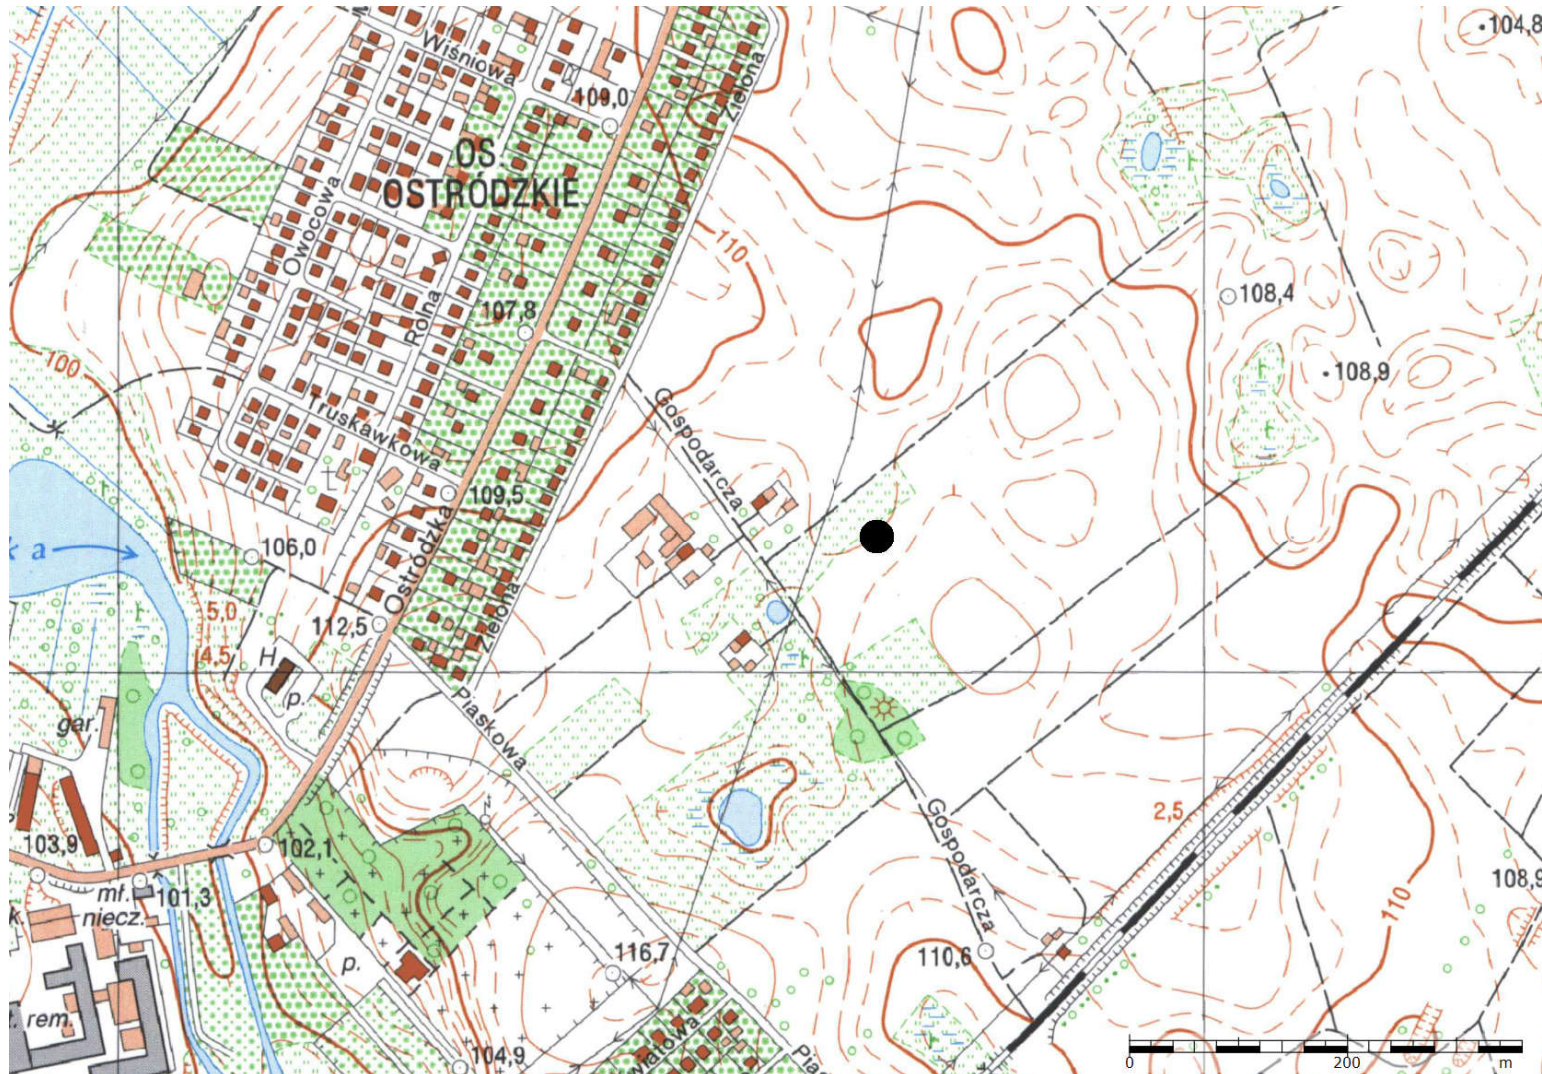 104,8
Wiśniowa
Zielona
109,0
OS.
OSTRÓDZKIE
Owocowa
110
108,4
107,8
Rolna
100
108,9
Truskawkowa
Gospodarcza
109,5
Ostródzka
106,0
ka
5,0
4,5
112,5
Zielona
H
p.
Piaskowa
gar.
Gospodarcza
2,5
103,9
102,1
mł.
niecz.
101,3
108,9
110
k.
p.
116,7
110,6
rem.
104,9
0
200
m